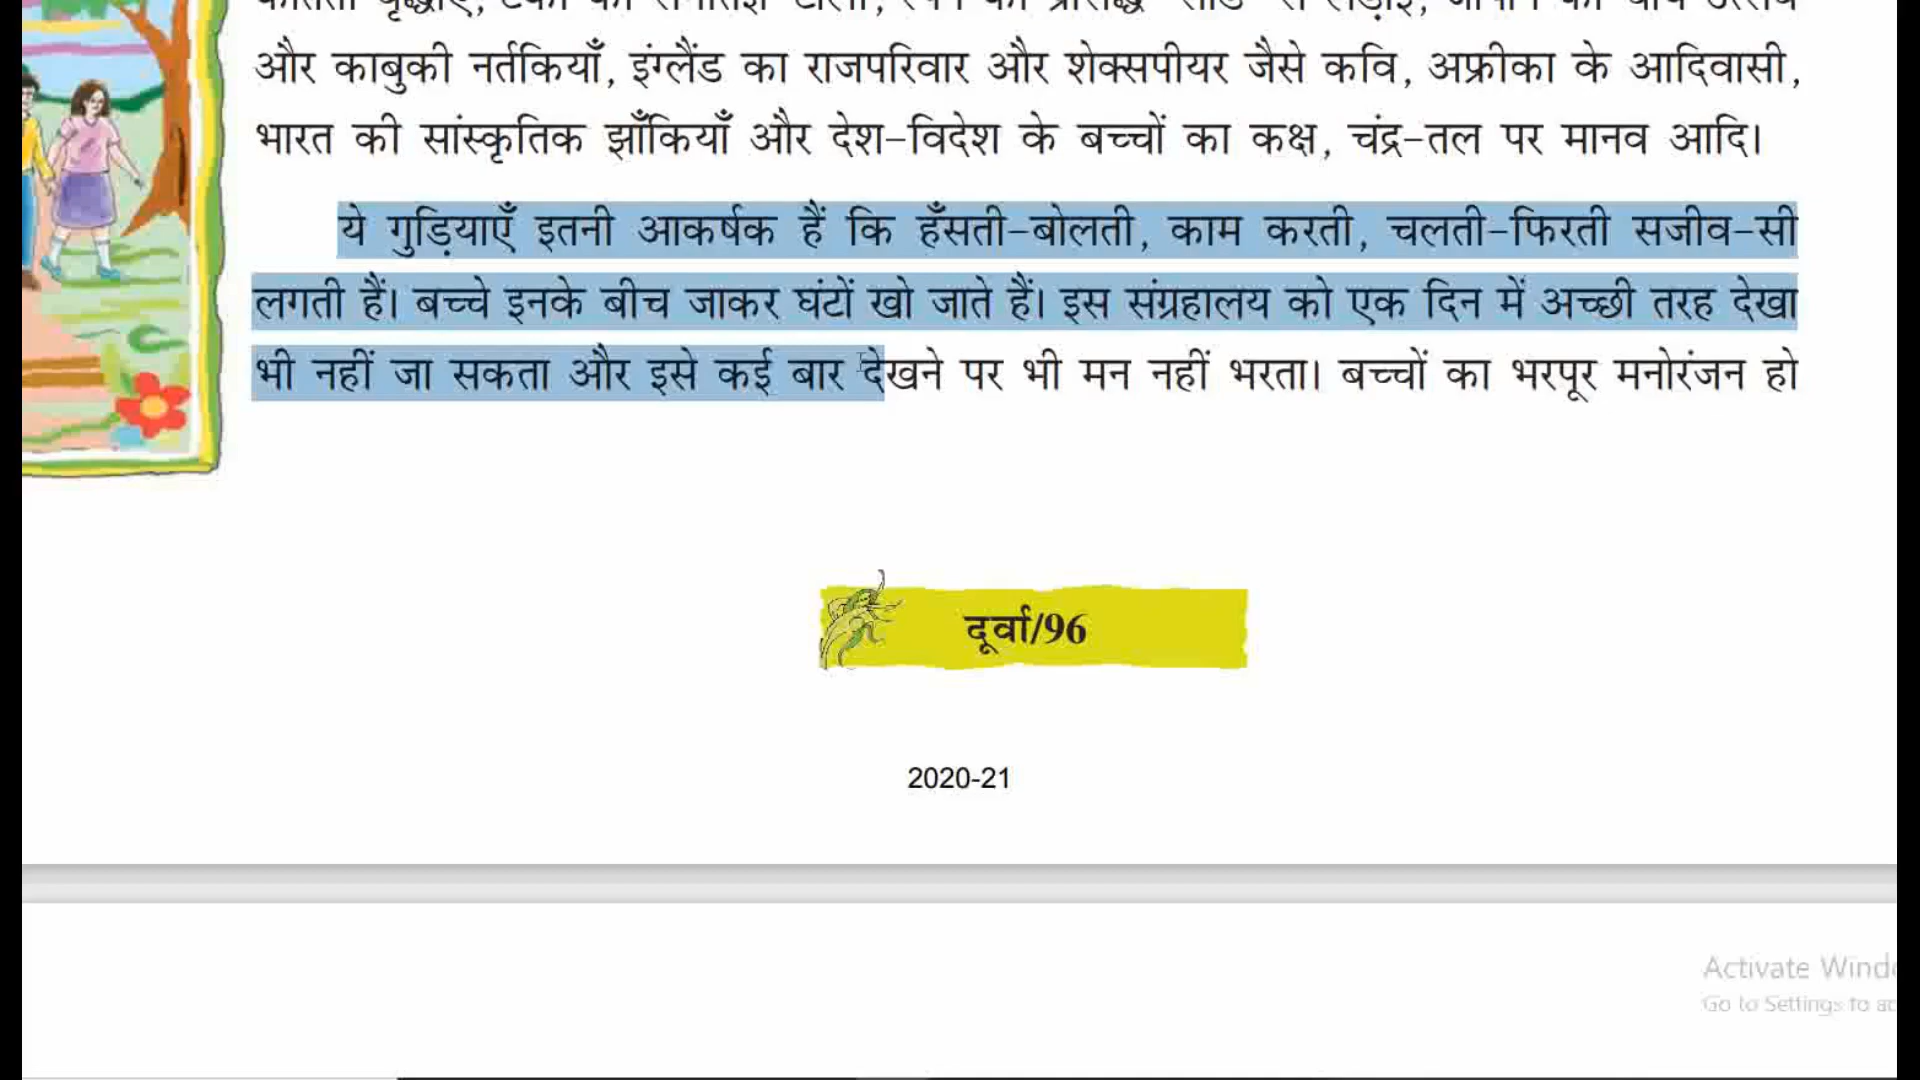 और काबुकी नर्तकियाँ, इंग्लैंड का राजपरिवार और शेक्सपीयर जैसे कवि, अफ्रीका के आदिवासी,
भारत की सांस्कृतिक झाँकियाँ और देश-विदेश के बच्चों का कक्ष, चंद्र-तल पर मानव आदि।
ये गुड़ियाएँ इतनी आकर्षक हैं कि हँसती-बोलती, काम करती, चलती-फिरती सजीव-सी
लगती हैं। बच्चे इनके बीच जाकर घंटों खो जाते हैं। इस संग्रहालय को एक दिन में अच्छी तरह देखा
भी नहीं जा सकता और इसे कई बार देखने पर भी मन नहीं भरता। बच्चों का भरपूर मनोरंजन हो
दूर्वा/96
2020-21
Activate Wind
Go to Settings to ac